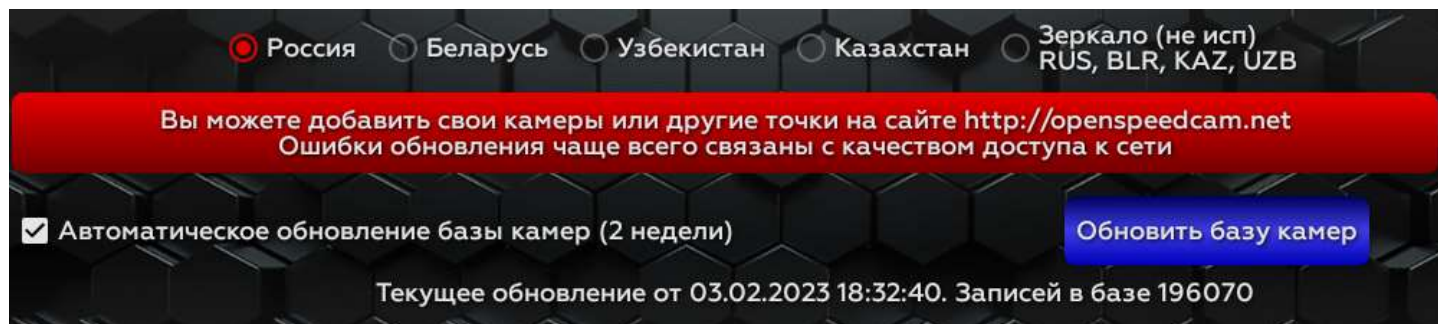 Россия Беларусь Узбекистан Казахстан Зеркало (не исп)
RUS, BLR, KAZ, UZB
Вы можете добавить свои камеры или другие точки на сайте http://openspeedcam.net
Ошибки обновления чаще всего связаны с качеством доступа к сети
Автоматическое обновление базы камер (2 недели) Обновить базу камер
Текущее обновление от 03.02.2023 18:32:40. Записей в базе 196070